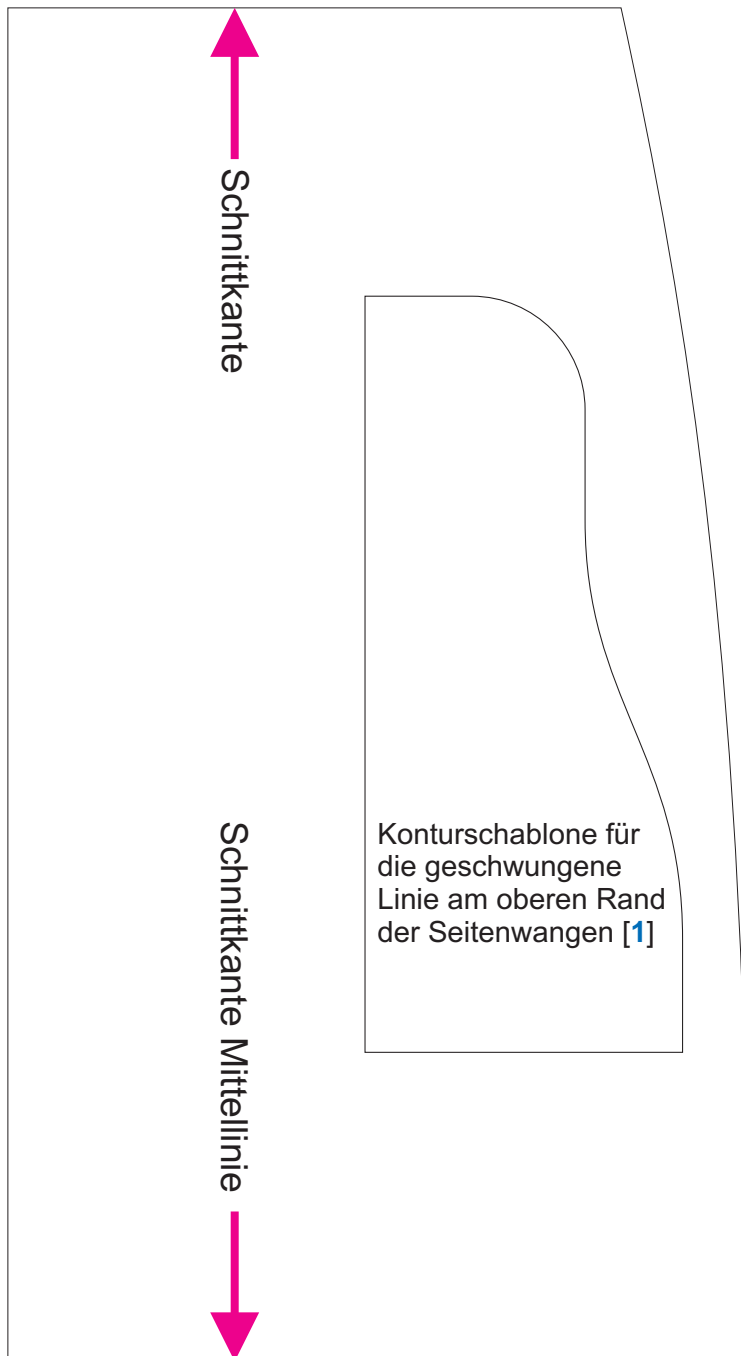 Schnittkante
Schnittkante Mittellinie
Konturschablone für
die geschwungene
Linie am oberen Rand
der Seitenwangen [1]